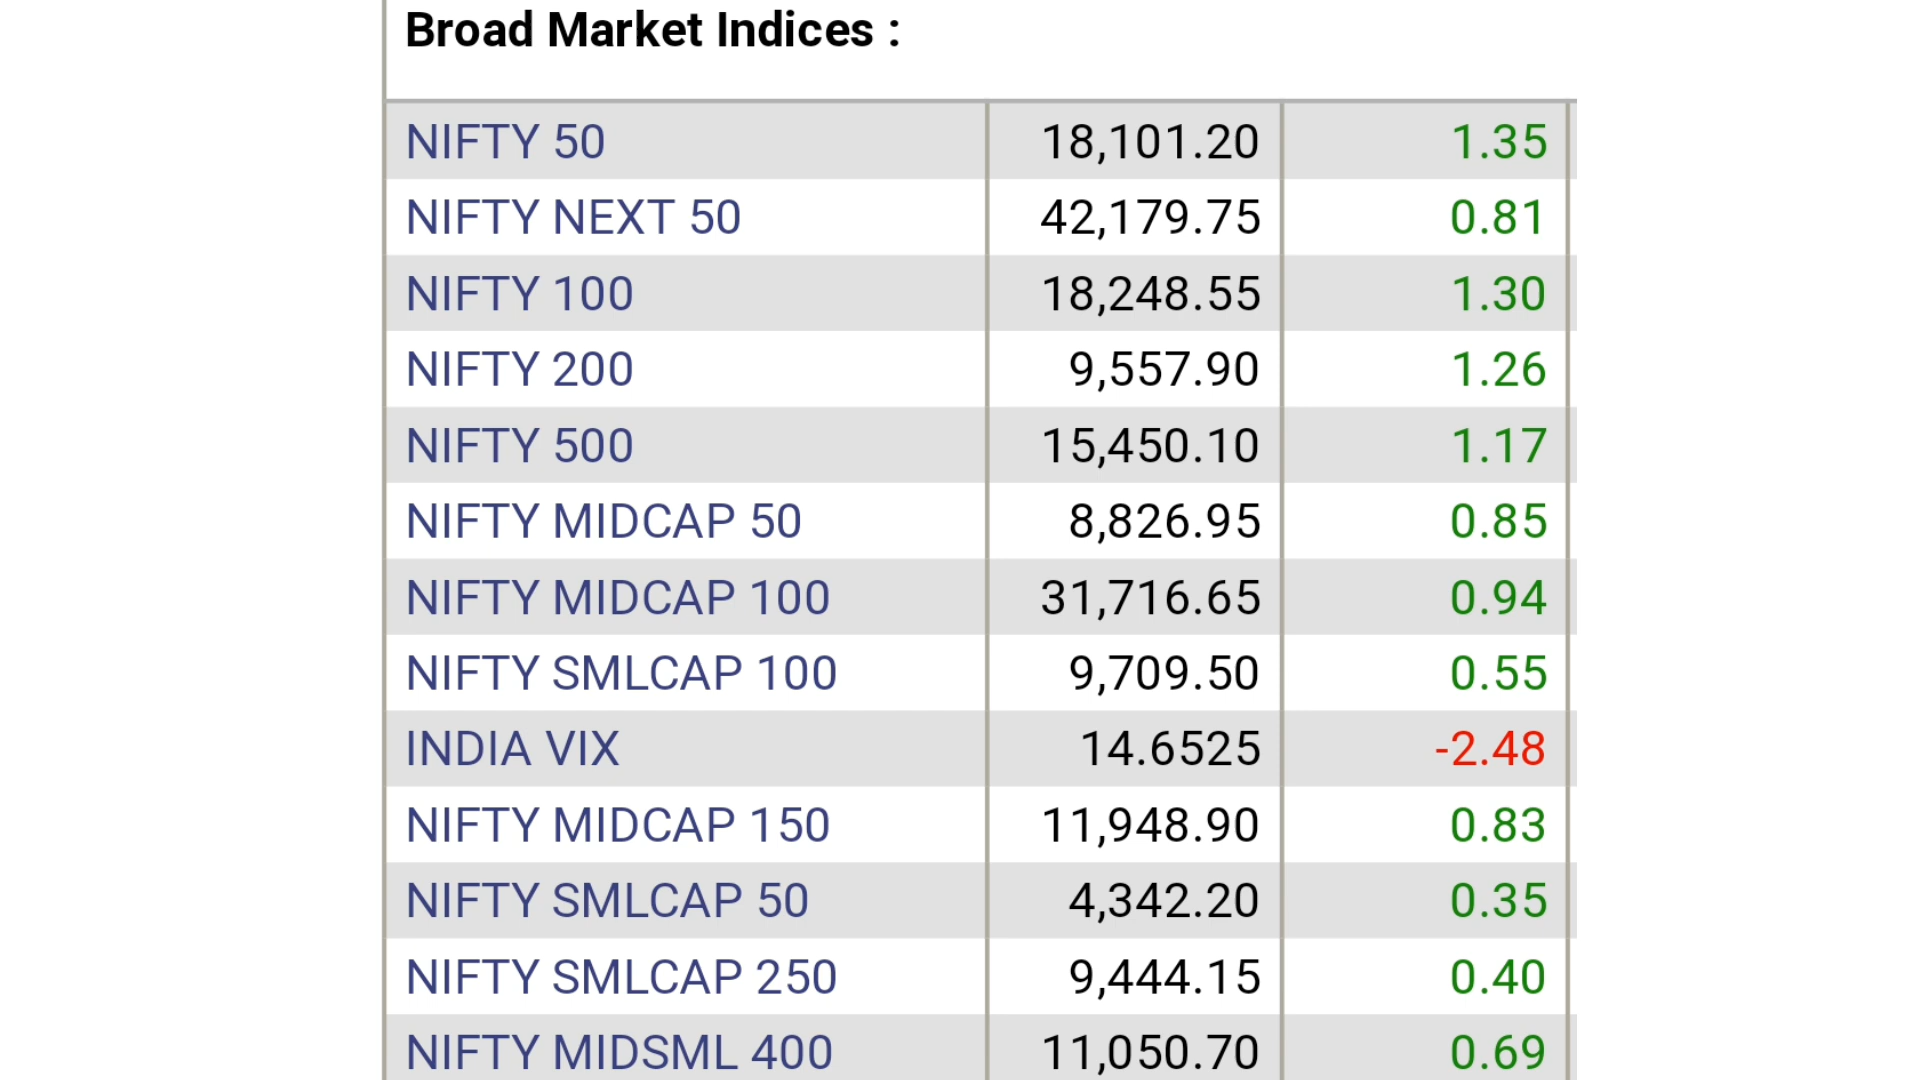 Broad Market Indices :
NIFTY 50 18,101.20 1.35
NIFTY NEXT 50 42,179.75 0.81
NIFTY 100 18,248.55 1.30
NIFTY 200 9,557.90 1.26
NIFTY 500 15,450.10 1.17
NIFTY MIDCAP 50 8,826.95 0.85
NIFTY MIDCAP 100 31,716.65 0.94
NIFTY SMLCAP 100 9,709.50 0.55
INDIA VIX 14.6525 -2.48
NIFTY MIDCAP 150 11,948.90 0.83
NIFTY SMLCAP 50 4,342.20 0.35
NIFTY SMLCAP 250 9,444.15 0.40
NIFTY MIDSML 400 11,050.70 0.69